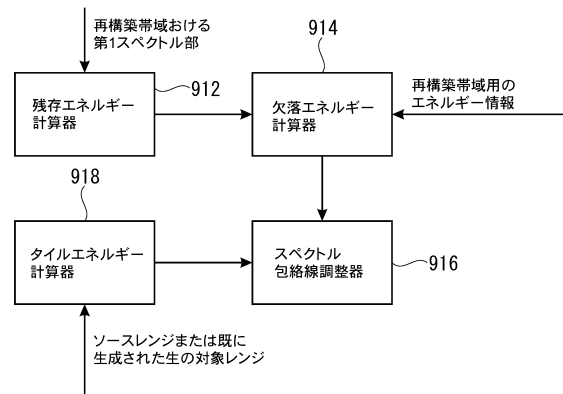 再構築帯域おける
第1スペクトル部
914
912
再構築帯域用の
エネルギー情報
残存エネルギー
計算器
欠落エネルギー
計算器
918
タイルエネルギー
計算器
スペクトル
包絡線調整器
916
ソースレンジまたは既に
生成された生の対象レンジ